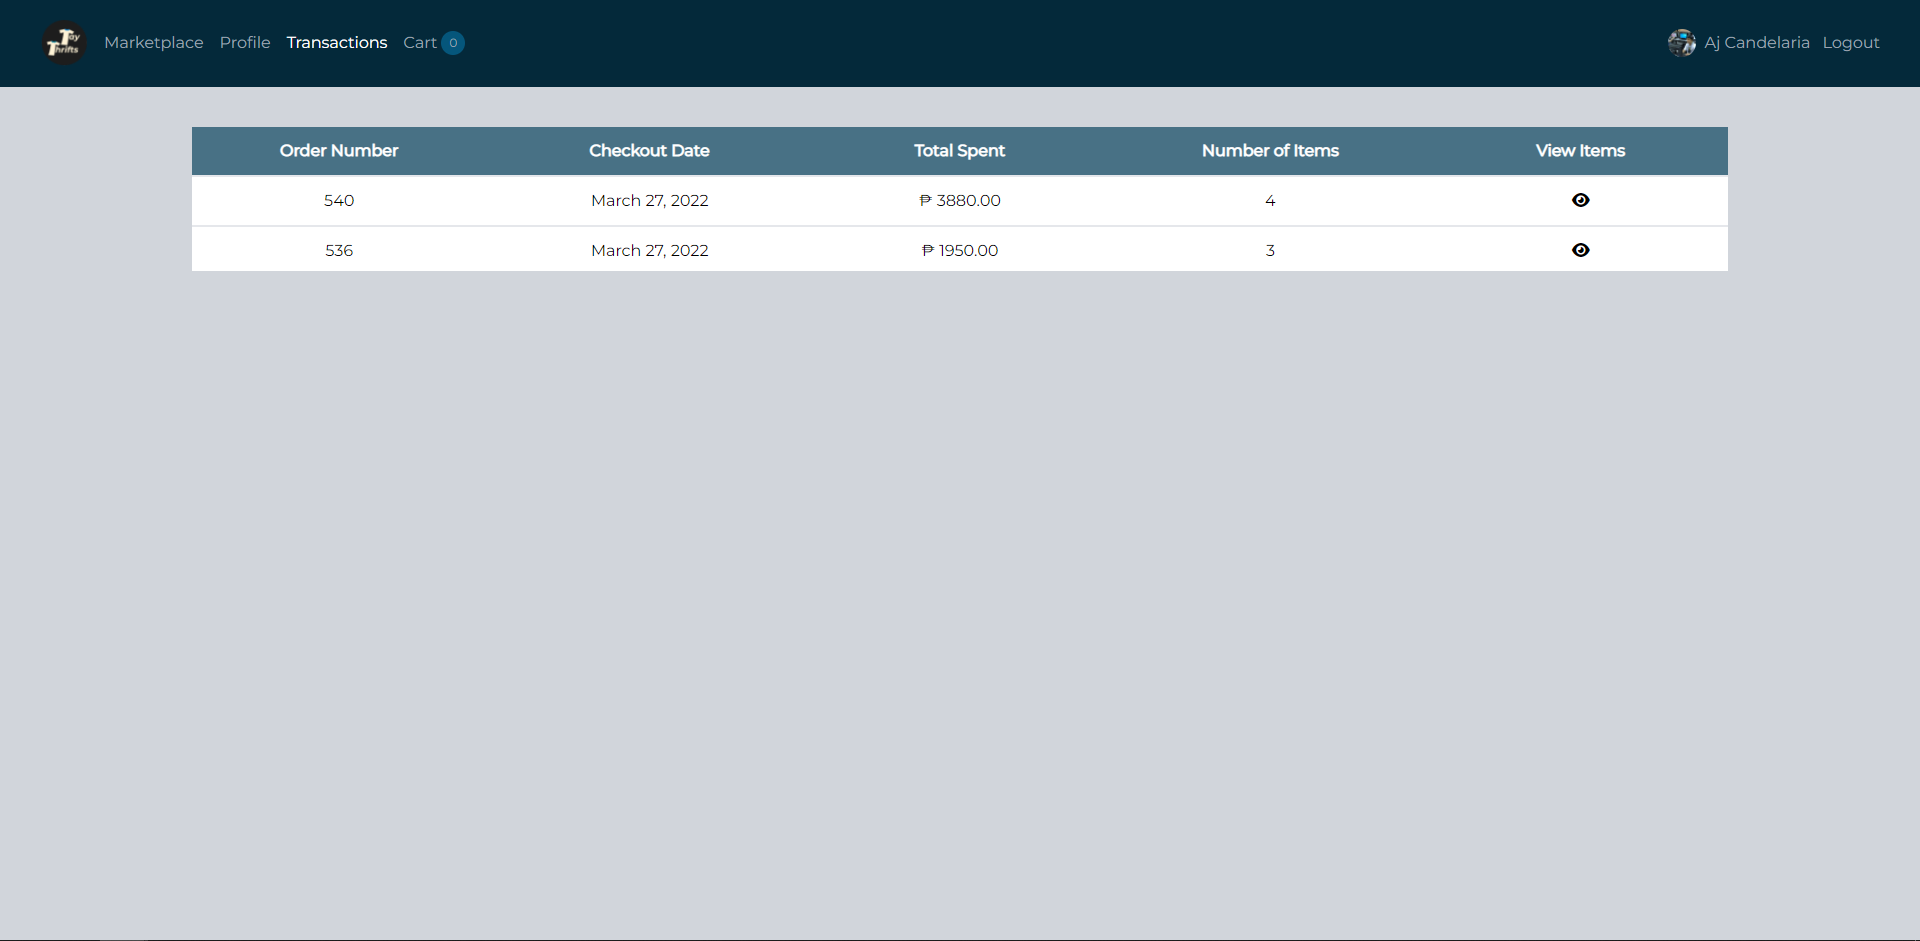 Tay Thrifts Marketplace Profile Transactions Cart 0 Aj Candelaria Logout
Order Number Checkout Date Total Spent Number of Items View Items
540 March 27, 2022 ₱ 3880.00 4
536 March 27, 2022 ₱ 1950.00 3